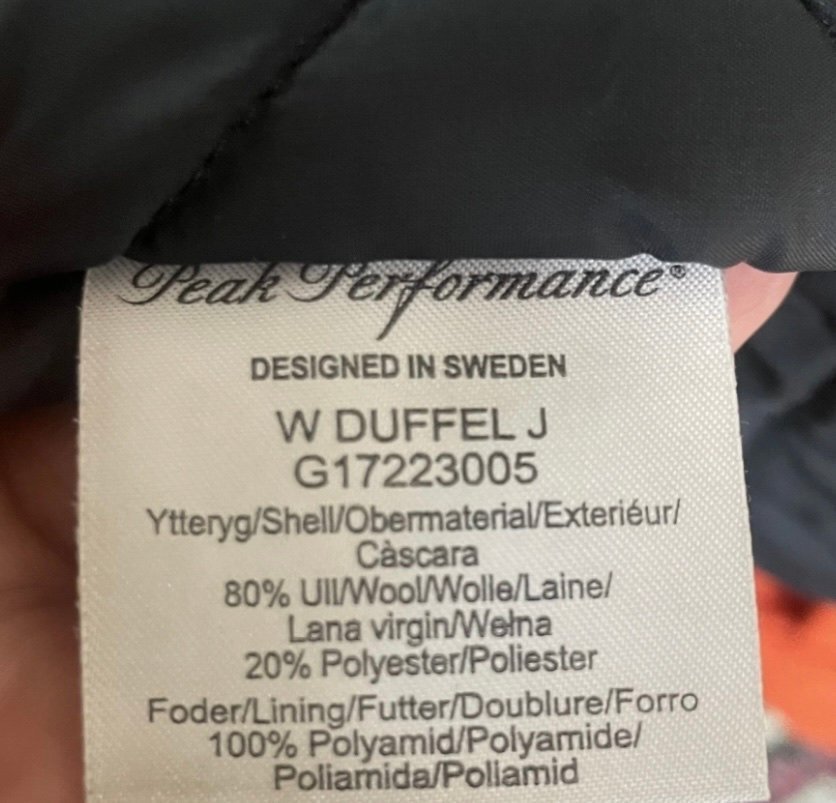 Peak Performance®
DESIGNED IN SWEDEN
W DUFFEL J
G17223005
Ytteryg/Shell/Obermaterial/Exteriéur/
Càscara
80% Ull/Wool/Wolle/Laine/
Lana virgin/Wełna
20% Polyester/Poliester
Foder/Lining/Futter/Doublure/Forro
100% Polyamid/Polyamide/
Poliamida/Poliamid